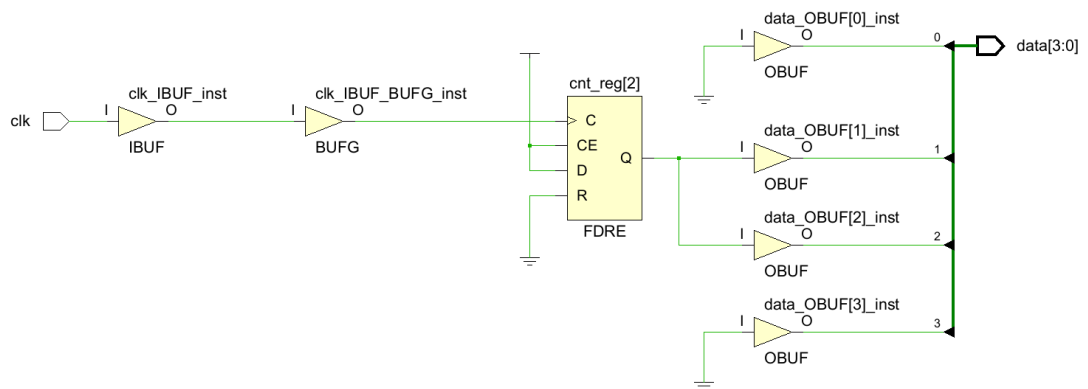 data_OBUF[0]_inst
I
O
OBUF
0
data[3:0]
clk
clk_IBUF_inst
I
O
IBUF
clk_IBUF_BUFG_inst
I
O
BUFG
cnt_reg[2]
C
CE
D
R
Q
FDRE
data_OBUF[1]_inst
I
O
OBUF
1
data_OBUF[2]_inst
I
O
OBUF
2
data_OBUF[3]_inst
I
O
OBUF
3